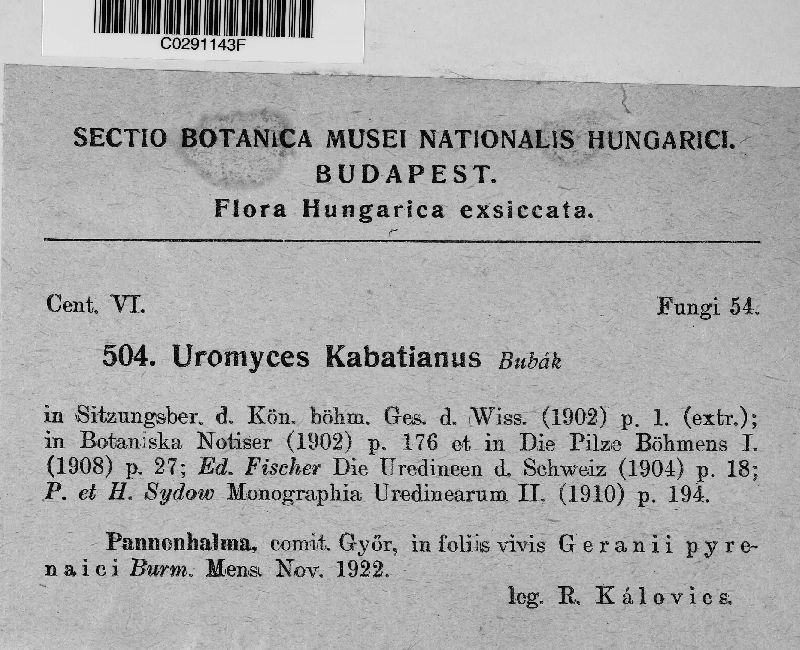 C0291143F
SECTIO BOTANICA MUSEI NATIONALIS HUNGARICI.
BUDAPEST.
Flora Hungarica exsiccata.
Cent. VI. Fungi 54.
504. Uromyces Kabatianus Bubák
in Sitzungsber. d. Kön. böhm. Ges. d. Wiss. (1902) p. 1. (extr.);
in Botaniska Notiser (1902) p. 176 et in Die Pilze Böhmens I.
(1908) p. 27; Ed. Fischer Die Uredineen d. Schweiz (1904) p. 18;
P. et H. Sydow Monographia Uredinearum II. (1910) p. 194.
Pannonhalma, comit. Győr, in foliis vivis Geranii pyre-
naici Burm. Mens. Nov. 1922.
leg. R. Kálovics.